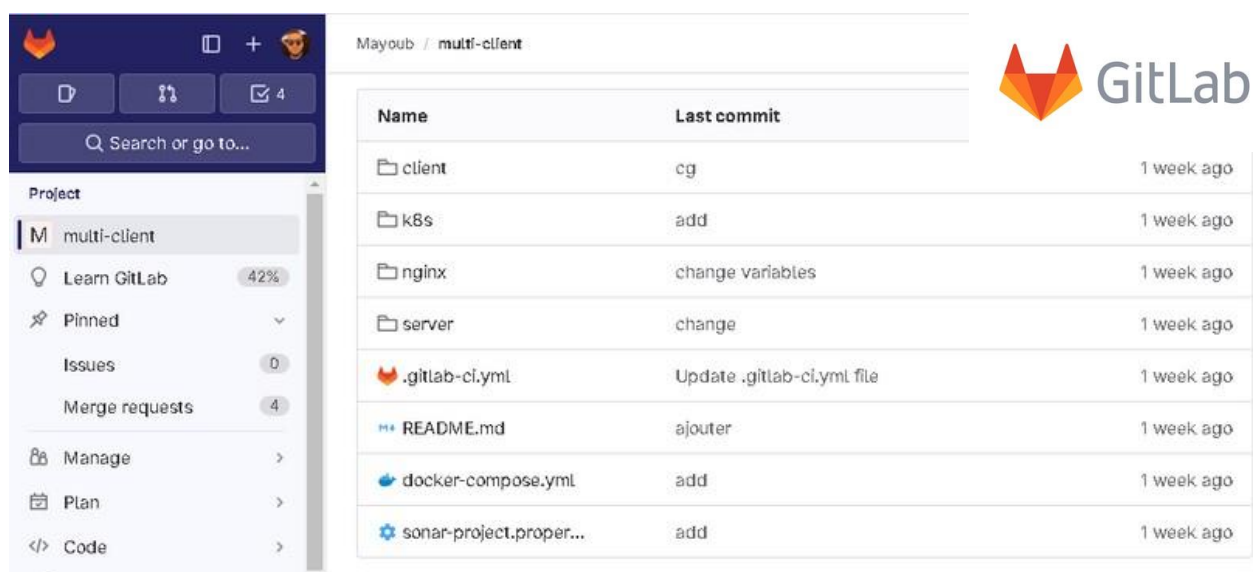 Mayoub / multi-client
GitLab
4
Search or go to...
Project
M multi-client
Learn GitLab 42%
Pinned
Issues 0
Merge requests 4
Manage
Plan
Code
Name Last commit
client cg 1 week ago
k8s add 1 week ago
nginx change variables 1 week ago
server change 1 week ago
.gitlab-ci.yml Update .gitlab-ci.yml file 1 week ago
README.md ajouter 1 week ago
docker-compose.yml add 1 week ago
sonar-project.proper... add 1 week ago